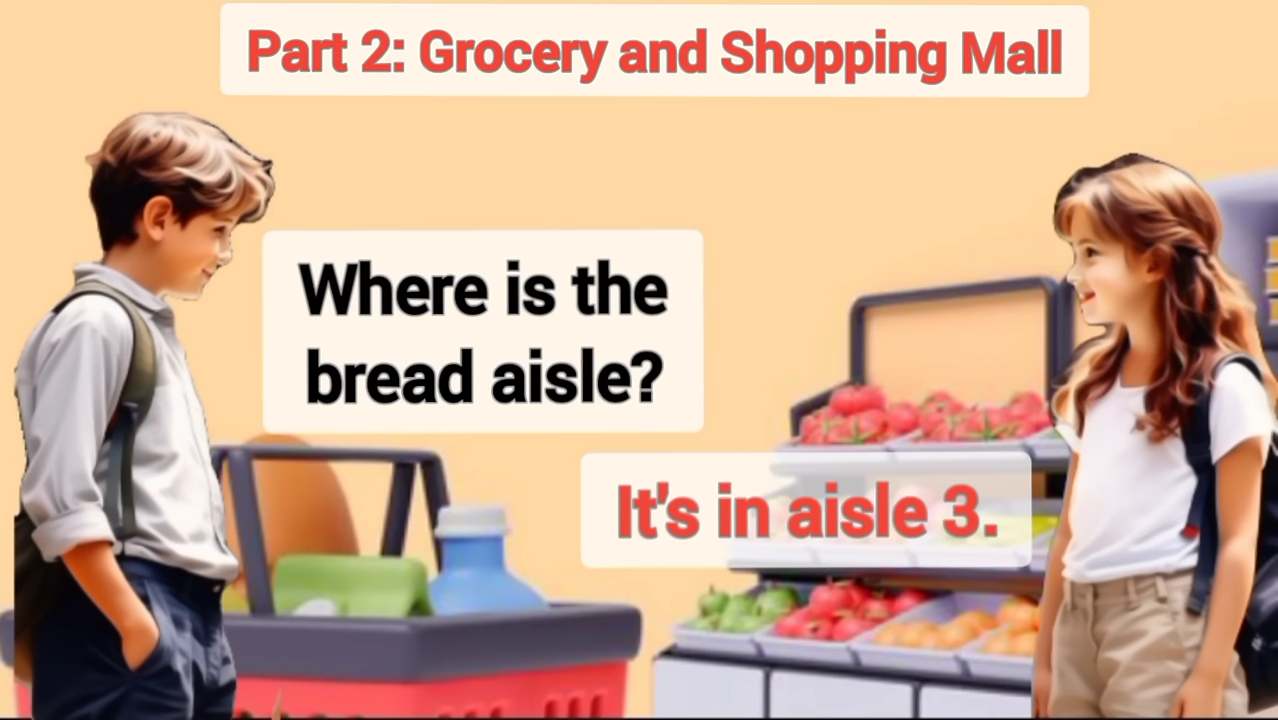 Part 2: Grocery and Shopping Mall
Where is the
bread aisle?
It's in aisle 3.